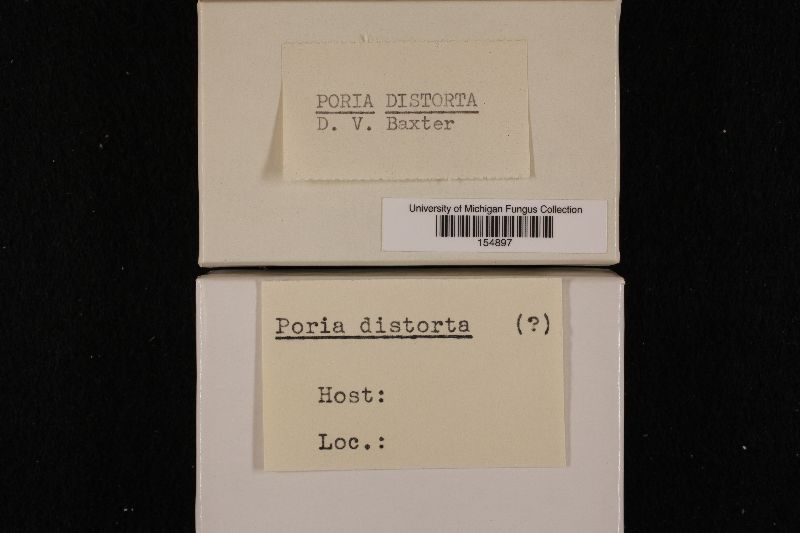 PORIA DISTORTA
D. V. Baxter
University of Michigan Fungus Collection
154897
Poria distorta (?)
Host:
Loc.: